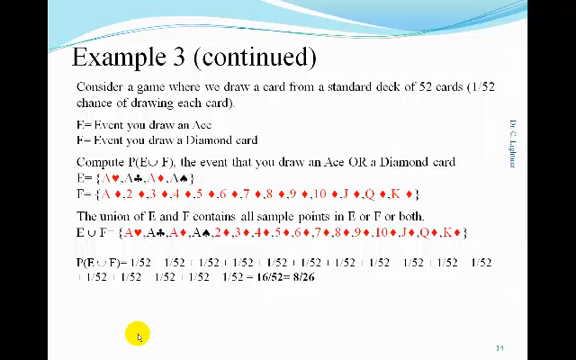 Example 3 (continued)
Consider a game where we draw a card from a standard deck of 52 cards (1/52
chance of drawing each card).
E= Event you draw an Ace
F= Event you draw a Diamond card
Compute P(E∪ F), the event that you draw an Ace OR a Diamond card
E= {A♥,A♣,A♦,A♠}
F= {A ♦,2 ♦,3 ♦,4 ♦,5 ♦,6 ♦,7 ♦,8 ♦,9 ♦,10 ♦,J ♦,Q ♦,K ♦}
The union of E and F contains all sample points in E or F or both.
E ∪ F= {A♥,A♣,A♦,A♠,2♦,3♦,4♦,5♦,6♦,7♦,8♦,9♦,10♦,J♦,Q♦,K♦}
P(E ∪ F)= 1/52 + 1/52 + 1/52 + 1/52 + 1/52 + 1/52 + 1/52 + 1/52 + 1/52 + 1/52 + 1/52 + 1/52
+ 1/52 + 1/52 + 1/52 + 1/52 = 16/52= 8/26
Dr. C. Lightner
14